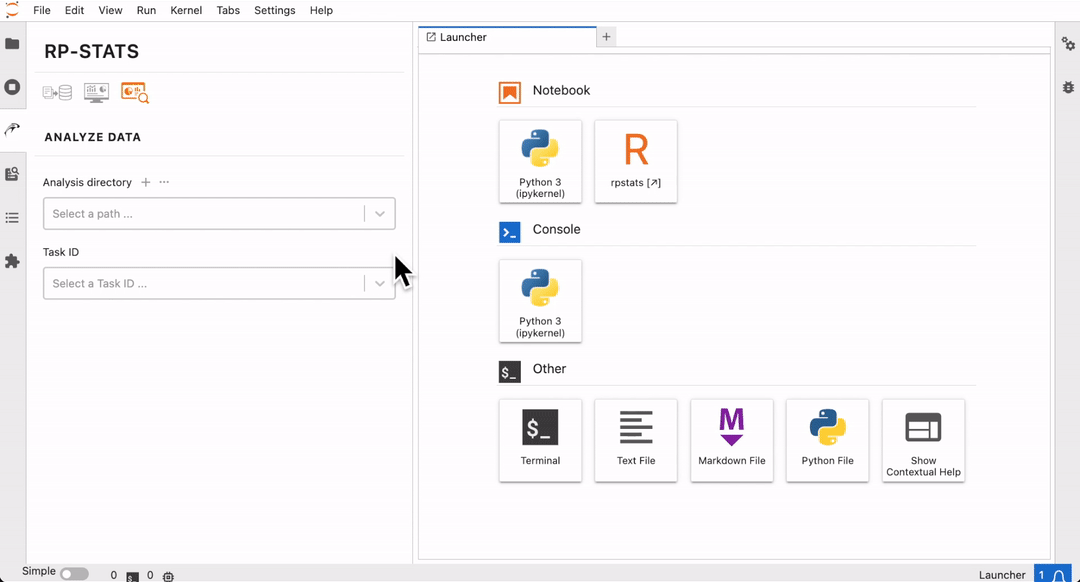 File Edit View Run Kernel Tabs Settings Help
RP-STATS
ANALYZE DATA
Analysis directory + ...
Select a path ...
Task ID
Select a Task ID ...
Launcher +
Notebook
Python 3
(ipykernel)
R
rpstats [↗]
Console
>_
Python 3
(ipykernel)
Other
$_
$_
Terminal
Text File
M
Markdown File
Python File
Show
Contextual Help
Simple 0 $_ 0 Launcher 1